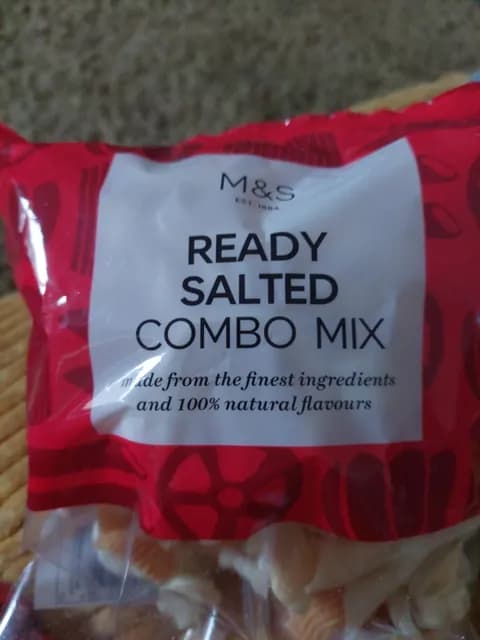 M&S
EST. 1884
READY
SALTED
COMBO MIX
made from the finest ingredients
and 100% natural flavours